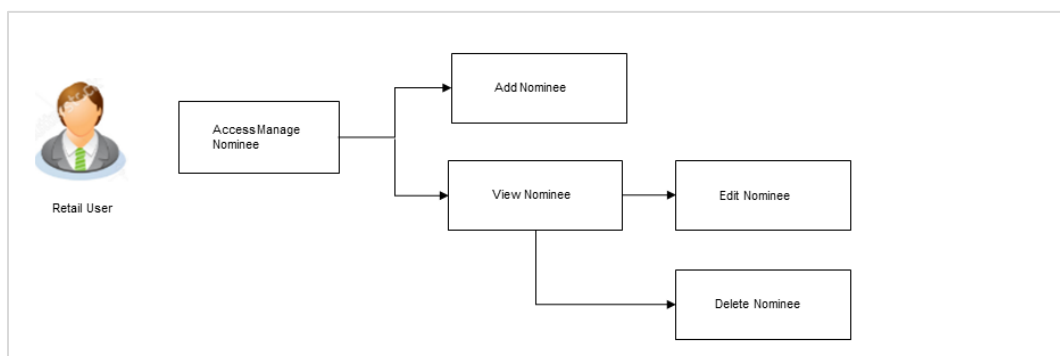 Add Nominee
Access Manage
Nominee
View Nominee
Edit Nominee
Retail User
Delete Nominee